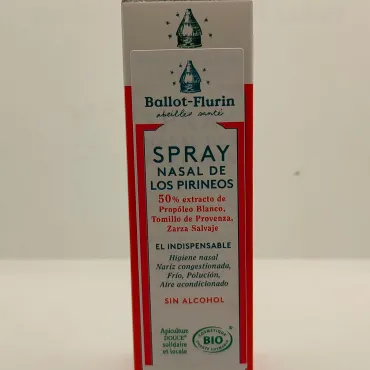 Ballot-Flurin
abeilles santé
SPRAY
NASAL DE
LOS PIRINEOS
50% extracto de
Propóleo Blanco,
Tomillo de Provenza,
Zarza Salvaje
EL INDISPENSABLE
Higiene nasal
Nariz congestionada,
Frío, Polución,
Aire acondicionado
SIN ALCOHOL
Apiculture
DOUCE®
solidaire
et locale
BIO